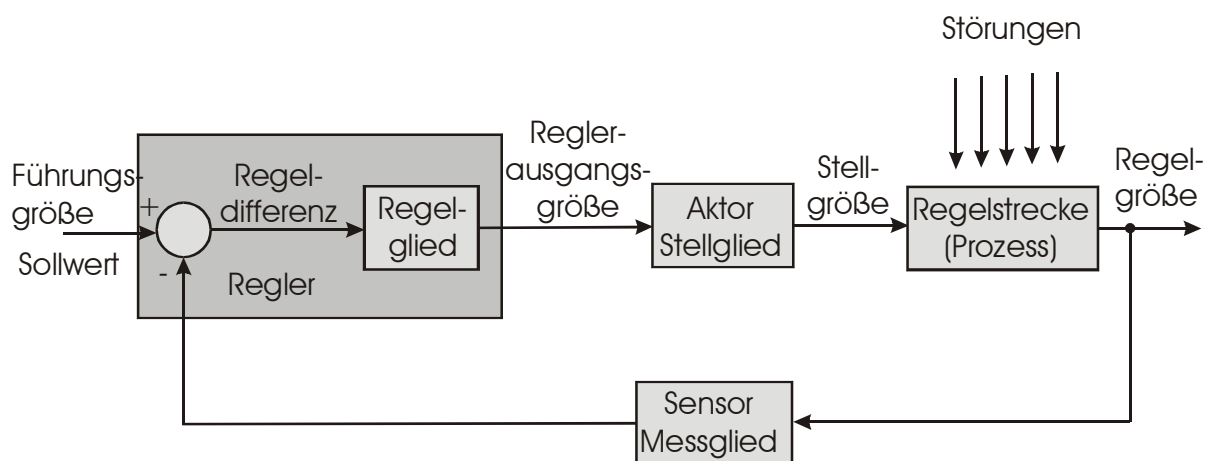 Störungen
Führungs-
größe
Sollwert
+
-
Regel-
differenz
Regel-
glied
Regler
Regler-
ausgangs-
größe
Aktor
Stellglied
Stell-
größe
Regelstrecke
(Prozess)
Regel-
größe
Sensor
Messglied